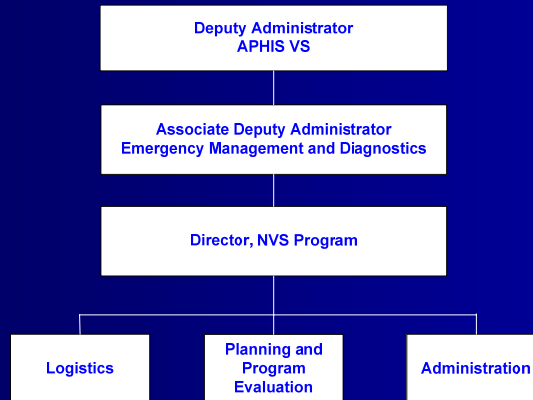 Deputy Administrator
APHIS VS
Associate Deputy Administrator
Emergency Management and Diagnostics
Director, NVS Program
Logistics
Planning and
Program
Evaluation
Administration